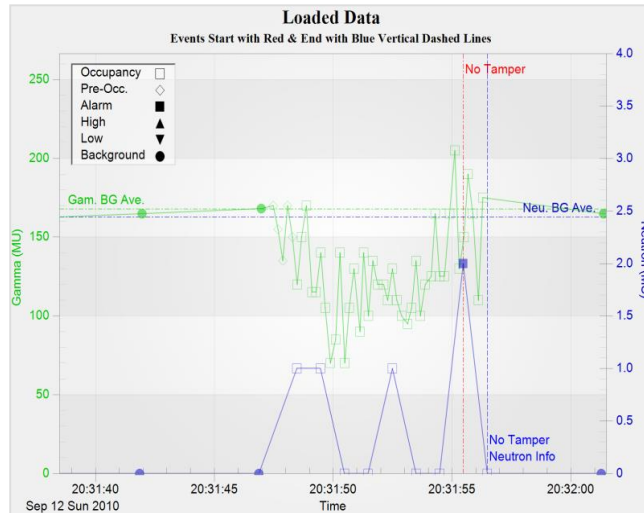 Loaded Data
Events Start with Red & End with Blue Vertical Dashed Lines
Occupancy
Pre-Occ.
Alarm
High
Low
Background
No Tamper
Gam. BG Ave.
Neu. BG Ave.
No Tamper
Neutron Info
Gamma (MU)
250
200
150
100
50
0
4.0
3.5
3.0
2.5
2.0
1.5
1.0
0.5
0.0
20:31:40
20:31:45
20:31:50
20:31:55
20:32:00
Sep 12 Sun 2010
Time